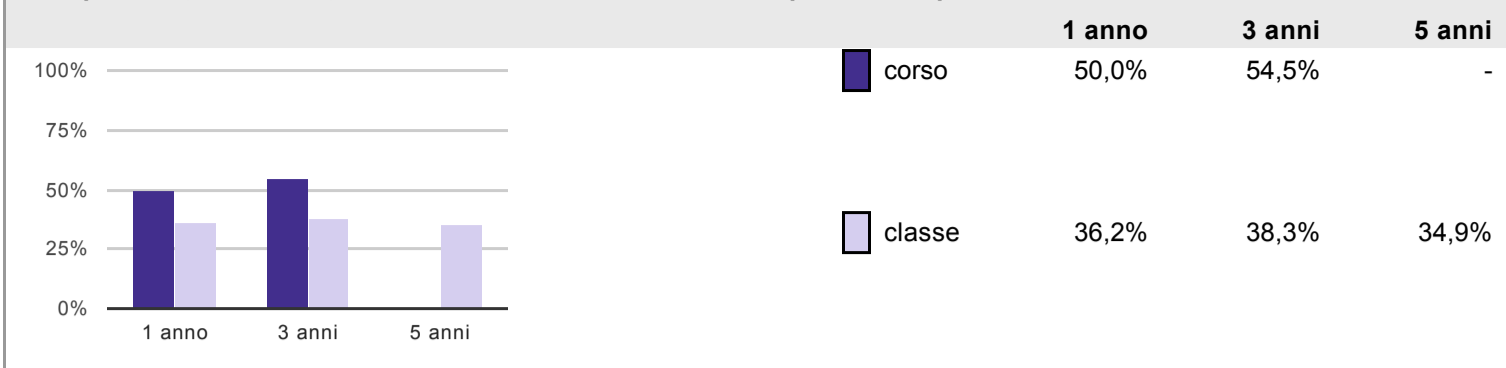 1 anno 3 anni 5 anni
100%
75%
50%
25%
0%
1 anno 3 anni 5 anni
corso 50,0% 54,5% -
classe 36,2% 38,3% 34,9%